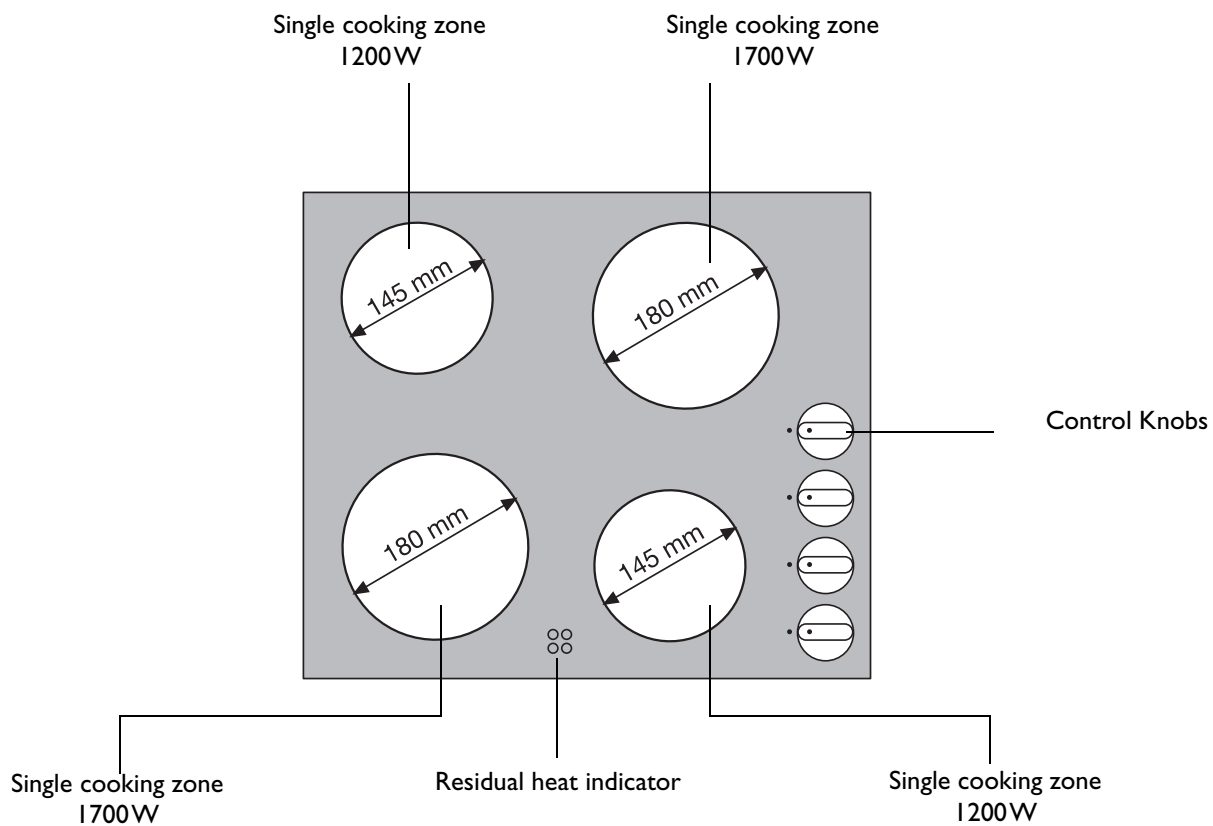 Single cooking zone
1200W
Single cooking zone
1700W
145 mm
180 mm
Control Knobs
180 mm
145 mm
Single cooking zone
1700W
Residual heat indicator
Single cooking zone
1200W